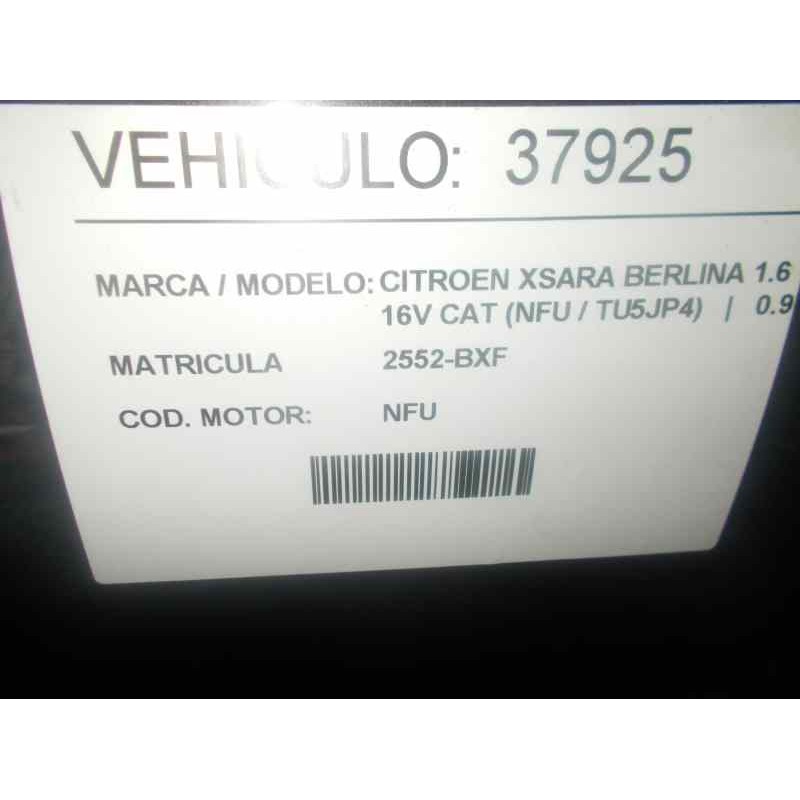 VEHICULO: 37925
MARCA / MODELO: CITROEN XSARA BERLINA 1.6
16V CAT (NFU / TU5JP4) | 0.9
MATRICULA 2552-BXF
COD. MOTOR: NFU